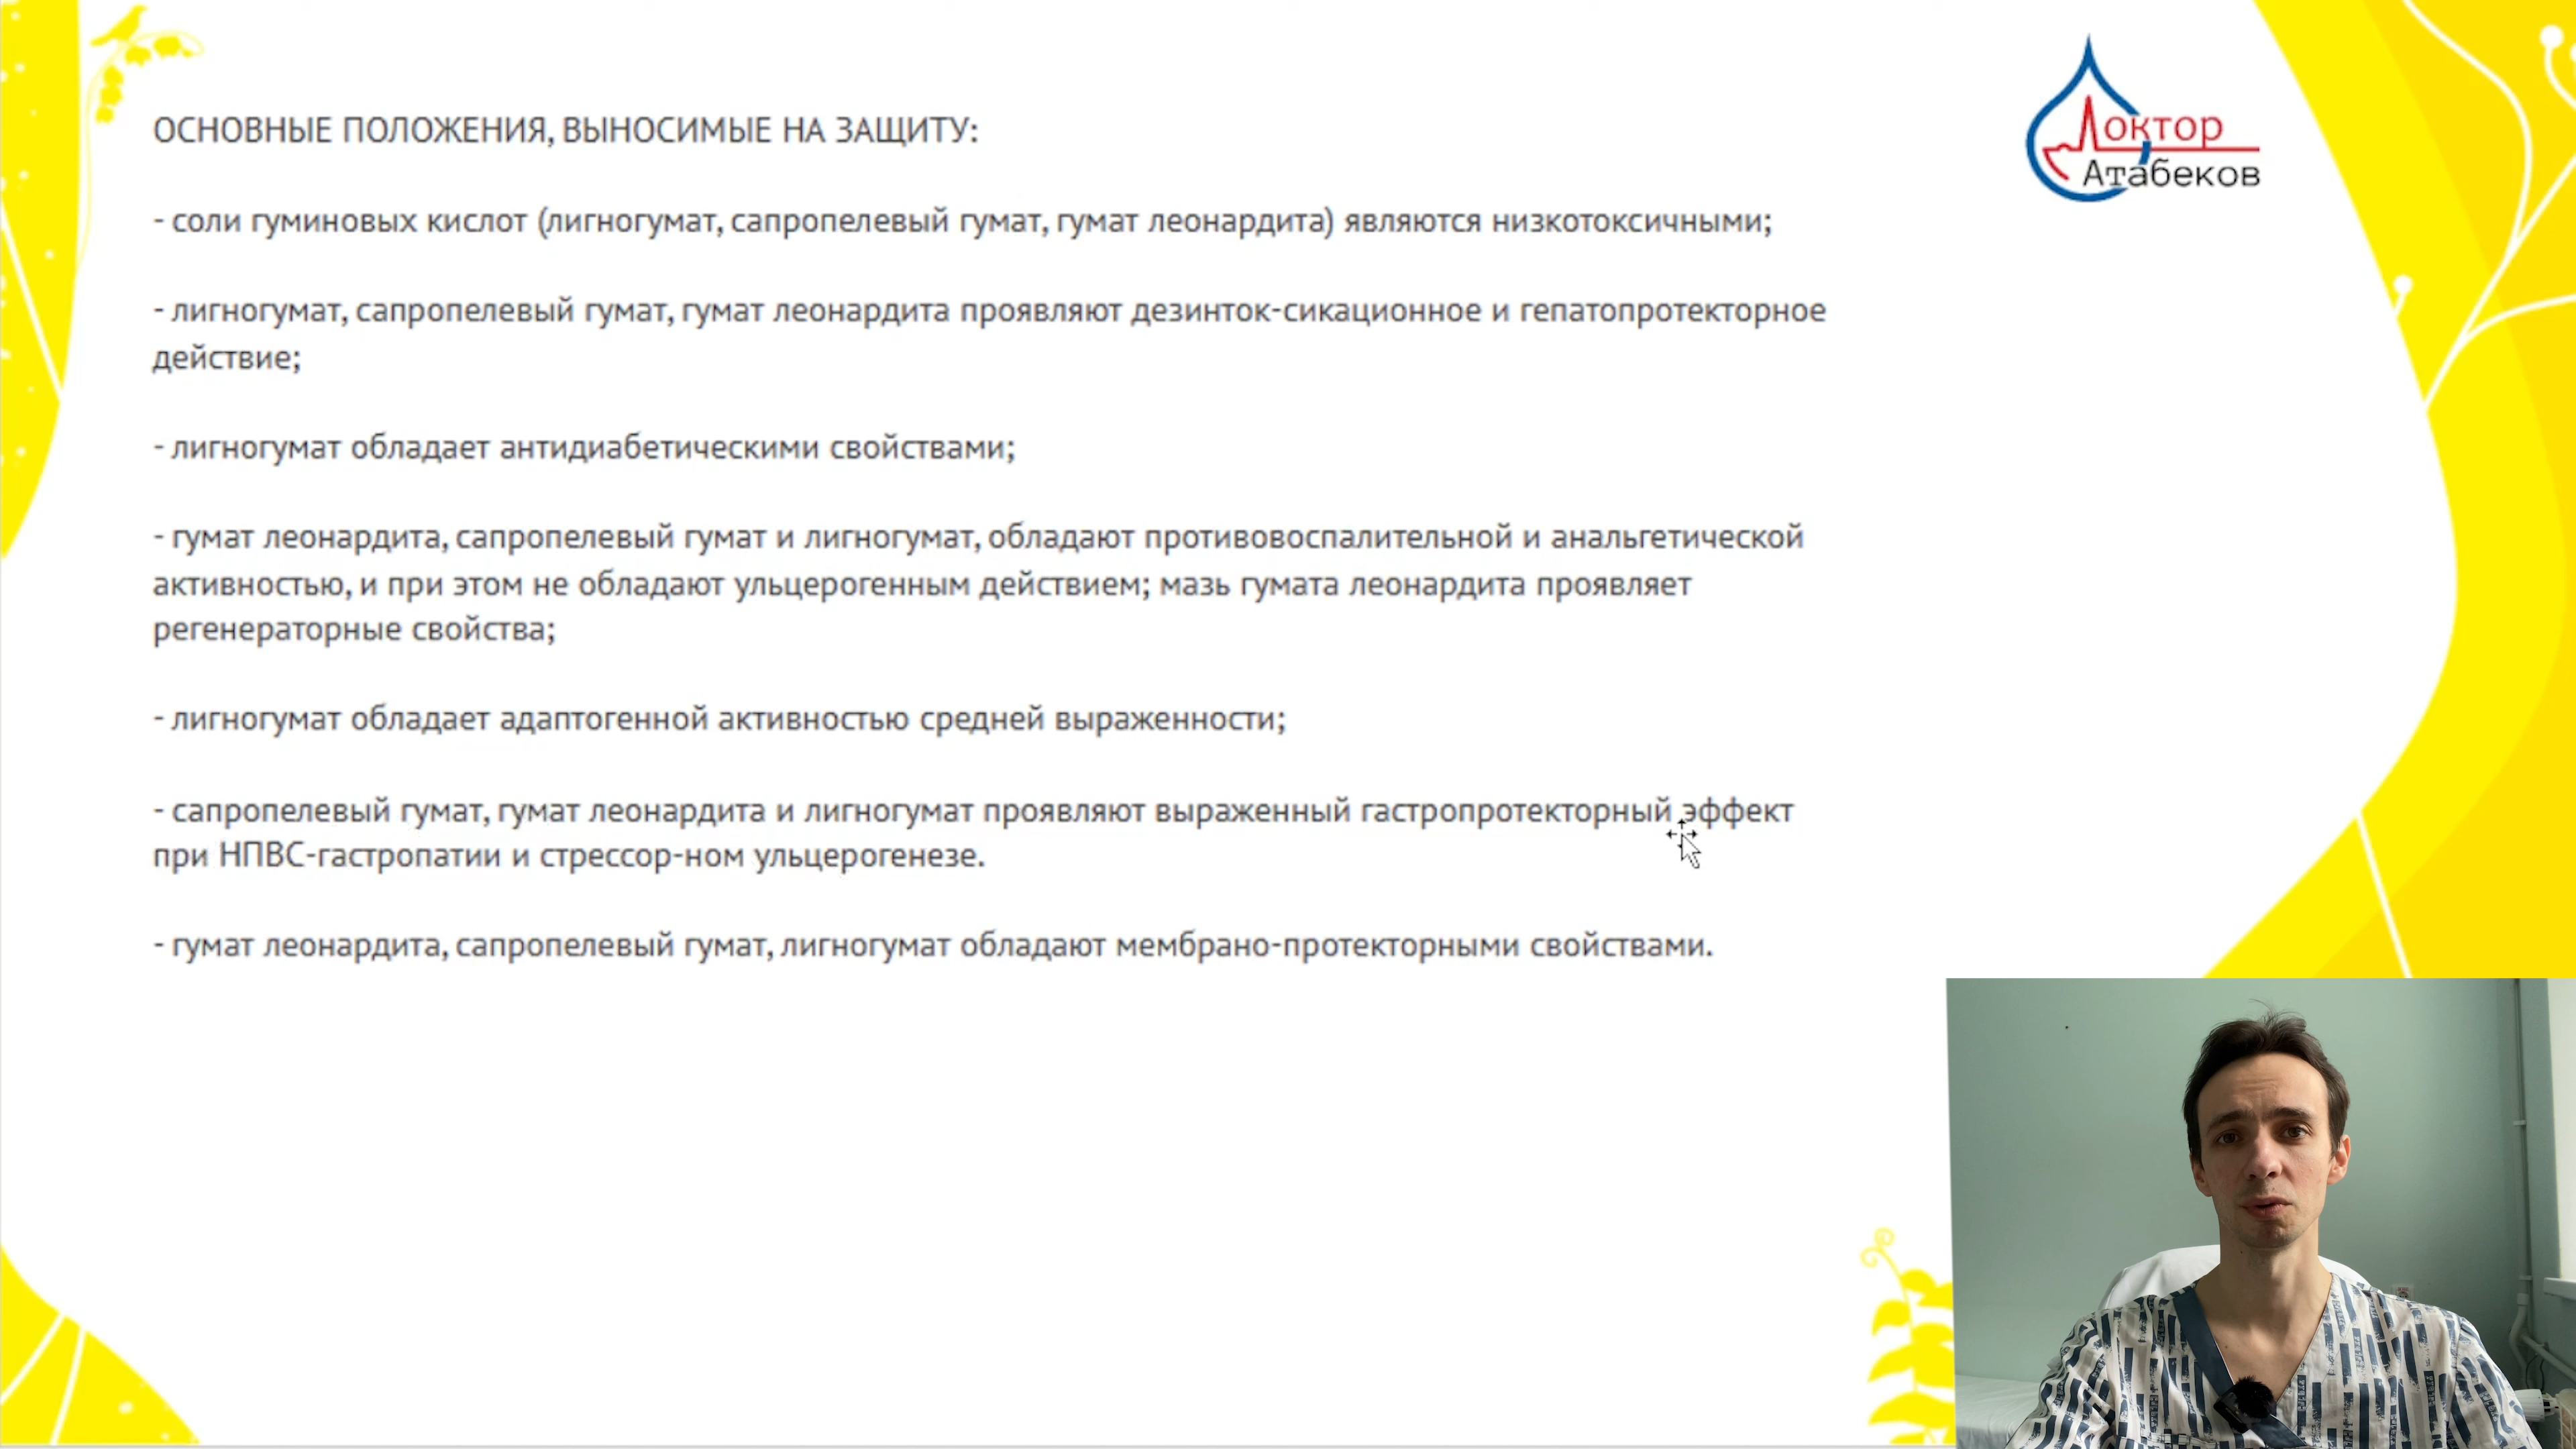 Доктор
Атабеков
ОСНОВНЫЕ ПОЛОЖЕНИЯ, ВЫНОСИМЫЕ НА ЗАЩИТУ:
- соли гуминовых кислот (лигногумат, сапропелевый гумат, гумат леонардита) являются низкотоксичными;
- лигногумат, сапропелевый гумат, гумат леонардита проявляют дезинток-сикационное и гепатопротекторное
действие;
- лигногумат обладает антидиабетическими свойствами;
- гумат леонардита, сапропелевый гумат и лигногумат, обладают противовоспалительной и анальгетической
активностью, и при этом не обладают ульцерогенным действием; мазь гумата леонардита проявляет
регенераторные свойства;
- лигногумат обладает адаптогенной активностью средней выраженности;
- сапропелевый гумат, гумат леонардита и лигногумат проявляют выраженный гастропротекторный эффект
при НПВС-гастропатии и стрессор-ном ульцерогенезе.
- гумат леонардита, сапропелевый гумат, лигногумат обладают мембрано-протекторными свойствами.